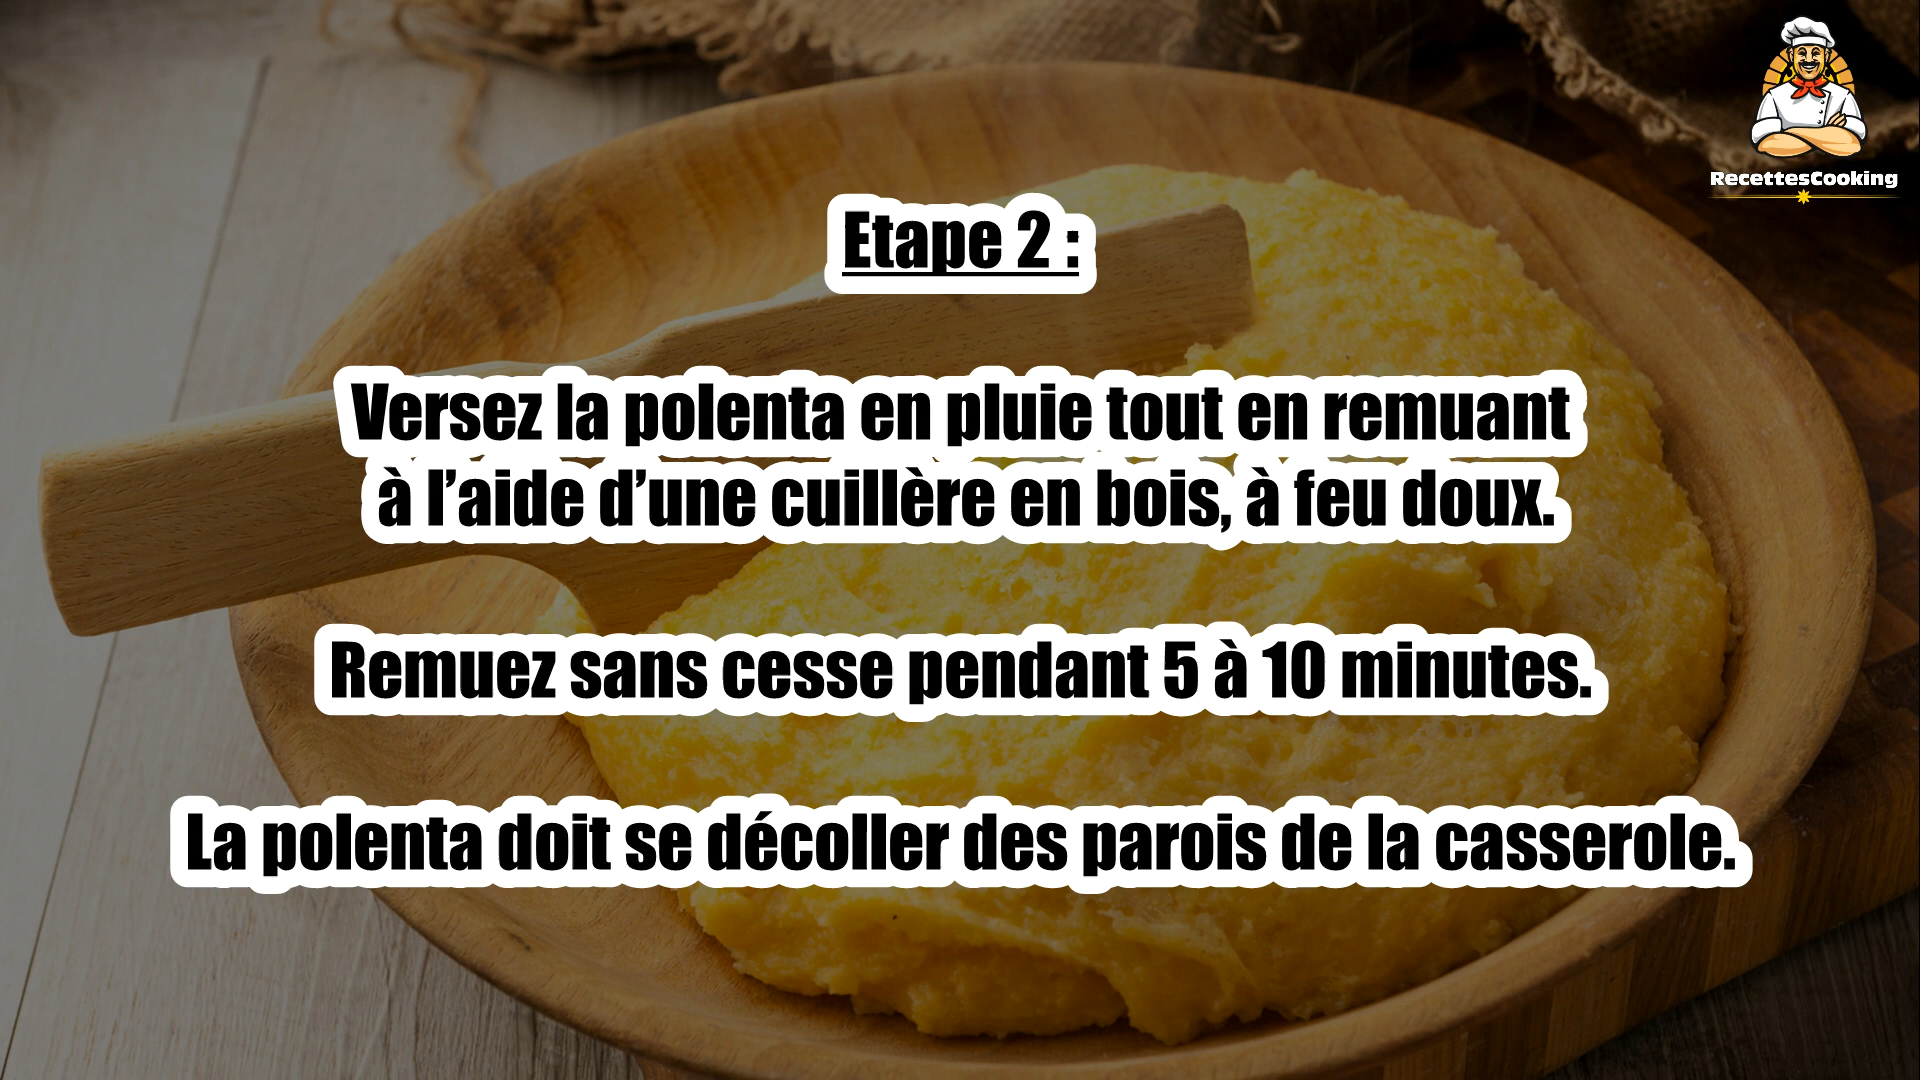 RecettesCooking
Etape 2 :
Versez la polenta en pluie tout en remuant
à l’aide d’une cuillère en bois, à feu doux.
Remuez sans cesse pendant 5 à 10 minutes.
La polenta doit se décoller des parois de la casserole.